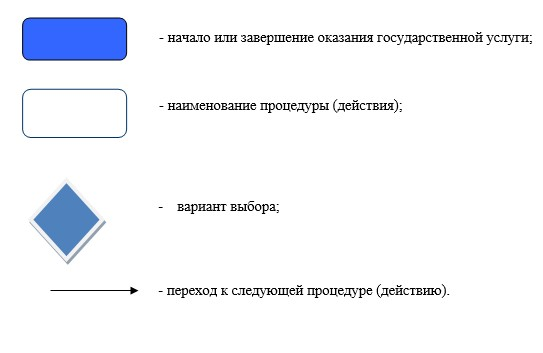 - начало или завершение оказания государственной услуги;
- наименование процедуры (действия);
- вариант выбора;
- переход к следующей процедуре (действию).